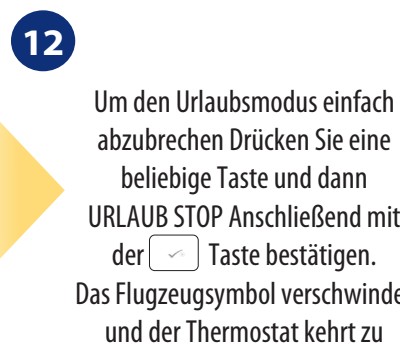 12
Um den Urlaubsmodus einfach
abzubrechen Drücken Sie eine
beliebige Taste und dann
URLAUB STOP Anschließend mit
der Taste bestätigen.
Das Flugzeugsymbol verschwinde
und der Thermostat kehrt zu